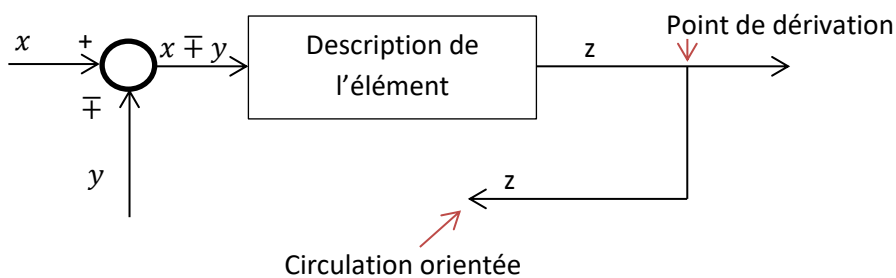 Point de dérivation
x + x ∓ y Description de l’élément z
∓
y
z
Circulation orientée